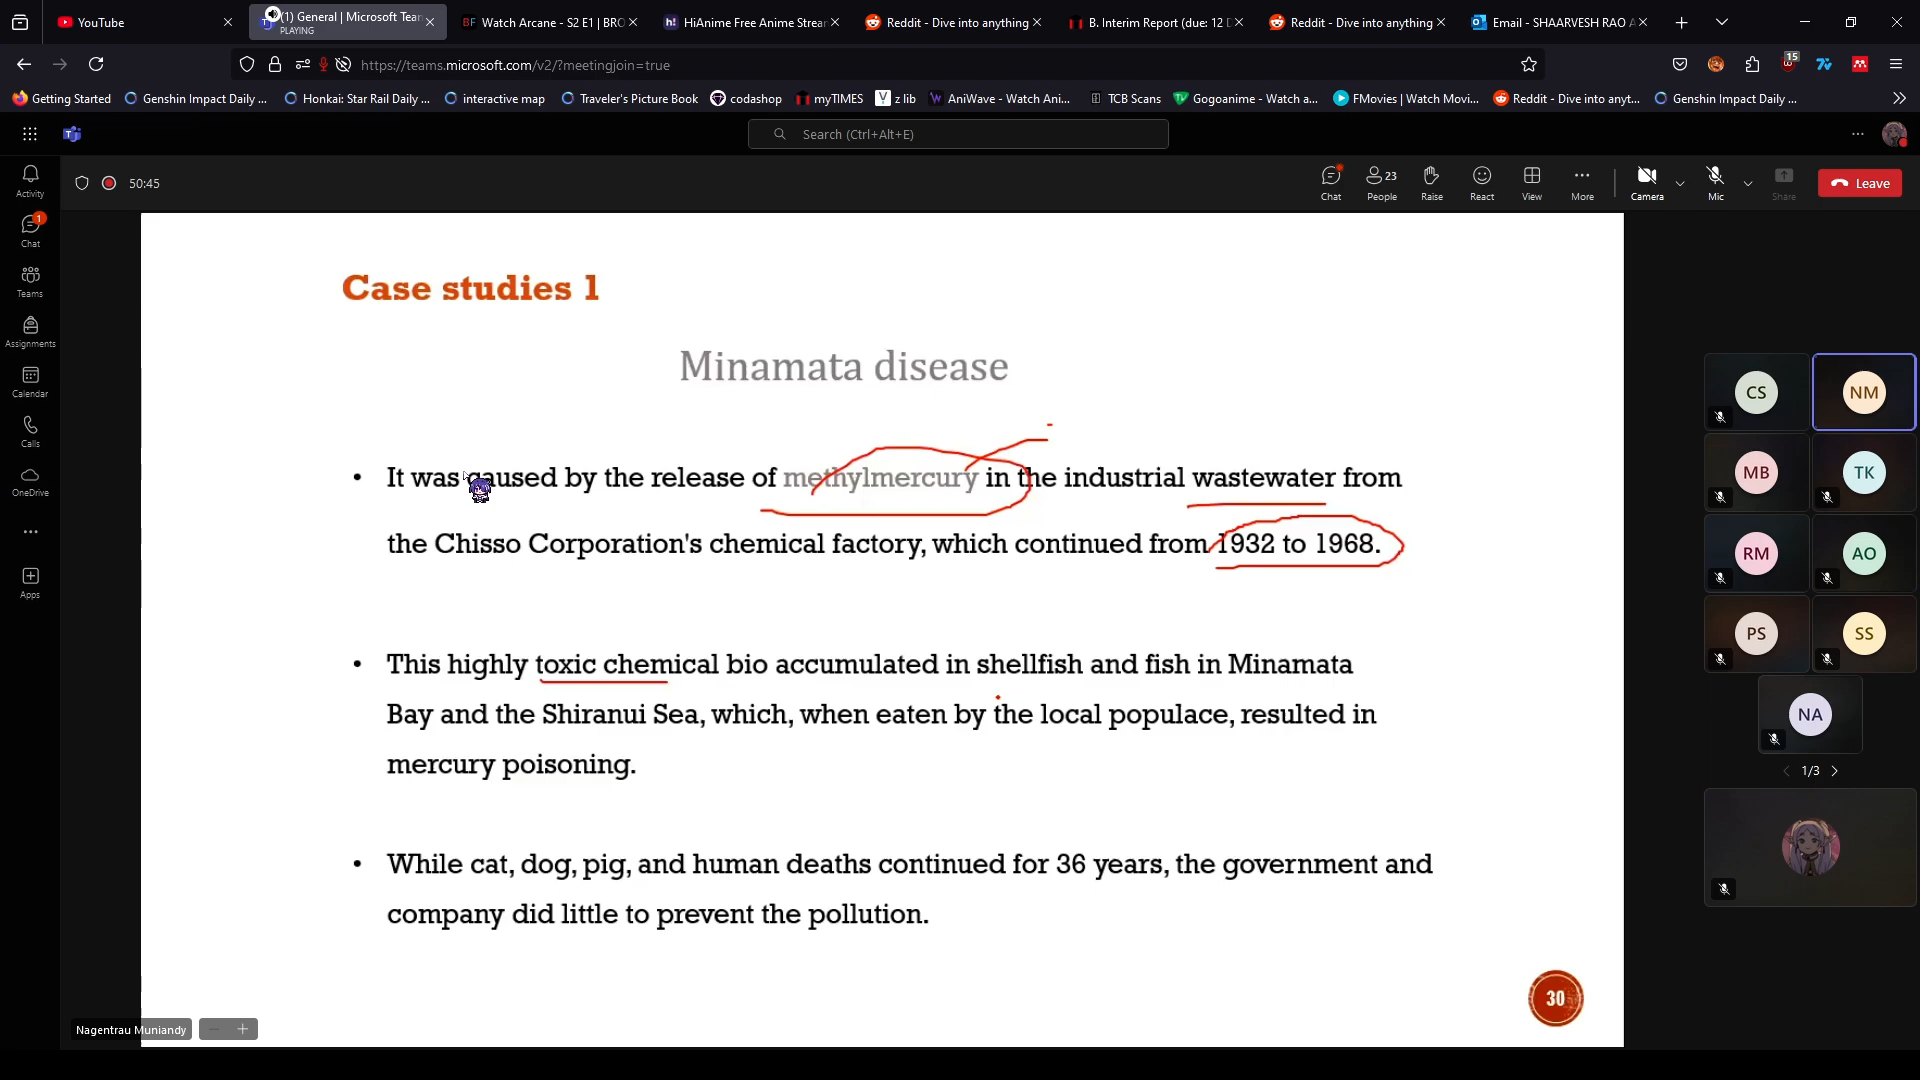 YouTube
(1) General | Microsoft Tean
PLAYING
Watch Arcane - S2 E1 | BRO
HiAnime Free Anime Strear
Reddit - Dive into anything
B. Interim Report (due: 12 D
Reddit - Dive into anything
Email - SHAARVESH RAO A
https://teams.microsoft.com/v2/?meetingjoin=true
15
Getting Started
Genshin Impact Daily ...
Honkai: Star Rail Daily ...
interactive map
Traveler's Picture Book
codashop
myTIMES
z lib
AniWave - Watch Ani...
TCB Scans
Gogoanime - Watch a...
FMovies | Watch Movi...
Reddit - Dive into anyt...
Genshin Impact Daily ...
Search (Ctrl+Alt+E)
50:45
Chat
People
23
Raise
React
View
More
Camera
Mic
Share
Leave
Activity
Chat
1
Teams
Assignments
Calendar
Calls
OneDrive
Apps
Case studies 1
Minamata disease
• It was caused by the release of methylmercury in the industrial wastewater from
the Chisso Corporation's chemical factory, which continued from 1932 to 1968.
• This highly toxic chemical bio accumulated in shellfish and fish in Minamata
Bay and the Shiranui Sea, which, when eaten by the local populace, resulted in
mercury poisoning.
• While cat, dog, pig, and human deaths continued for 36 years, the government and
company did little to prevent the pollution.
30
Nagentrau Muniandy
CS
NM
MB
TK
RM
AO
PS
SS
NA
1/3